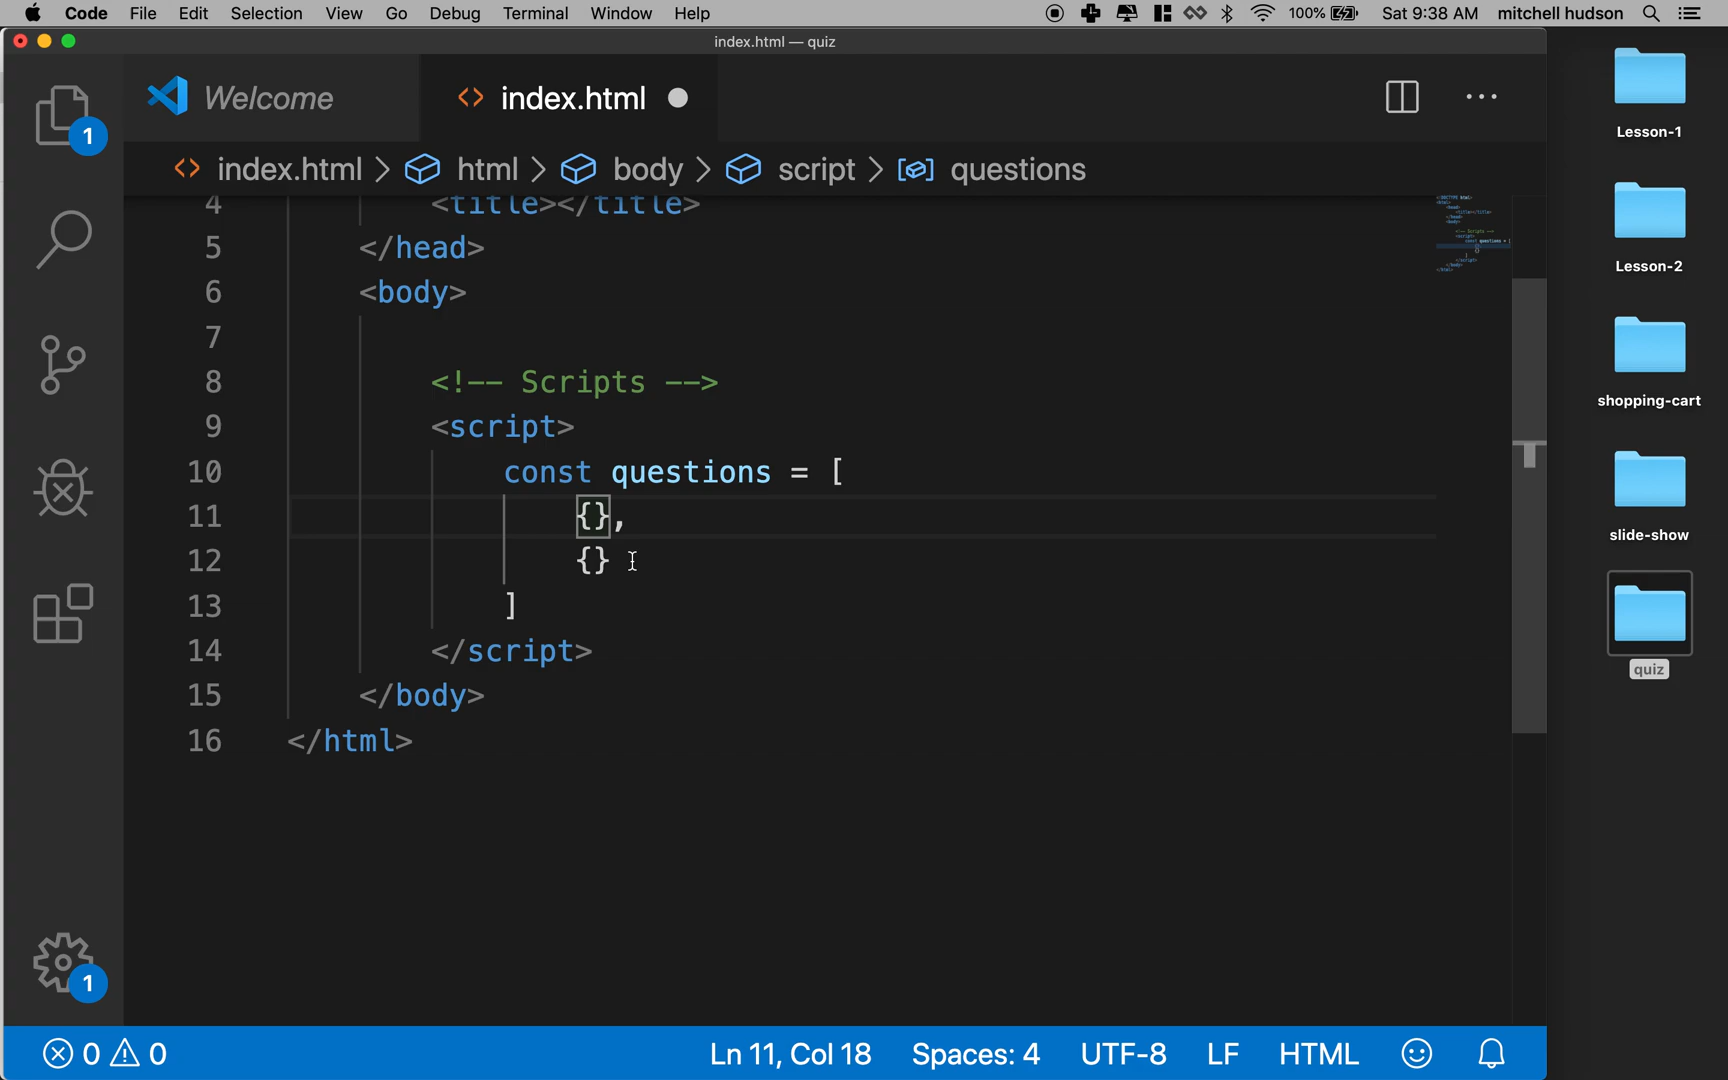 Code File Edit Selection View Go Debug Terminal Window Help 100% Sat 9:38 AM mitchell hudson
index.html — quiz
Welcome index.html
index.html > html > body > script > questions
4 <title></title>
5 </head>
6 <body>
7
8 <!-- Scripts -->
9 <script>
10 const questions = [
11 {},
12 {}
13 ]
14 </script>
15 </body>
16 </html>
1
1
Lesson-1
Lesson-2
shopping-cart
slide-show
quiz
0 0 Ln 11, Col 18 Spaces: 4 UTF-8 LF HTML